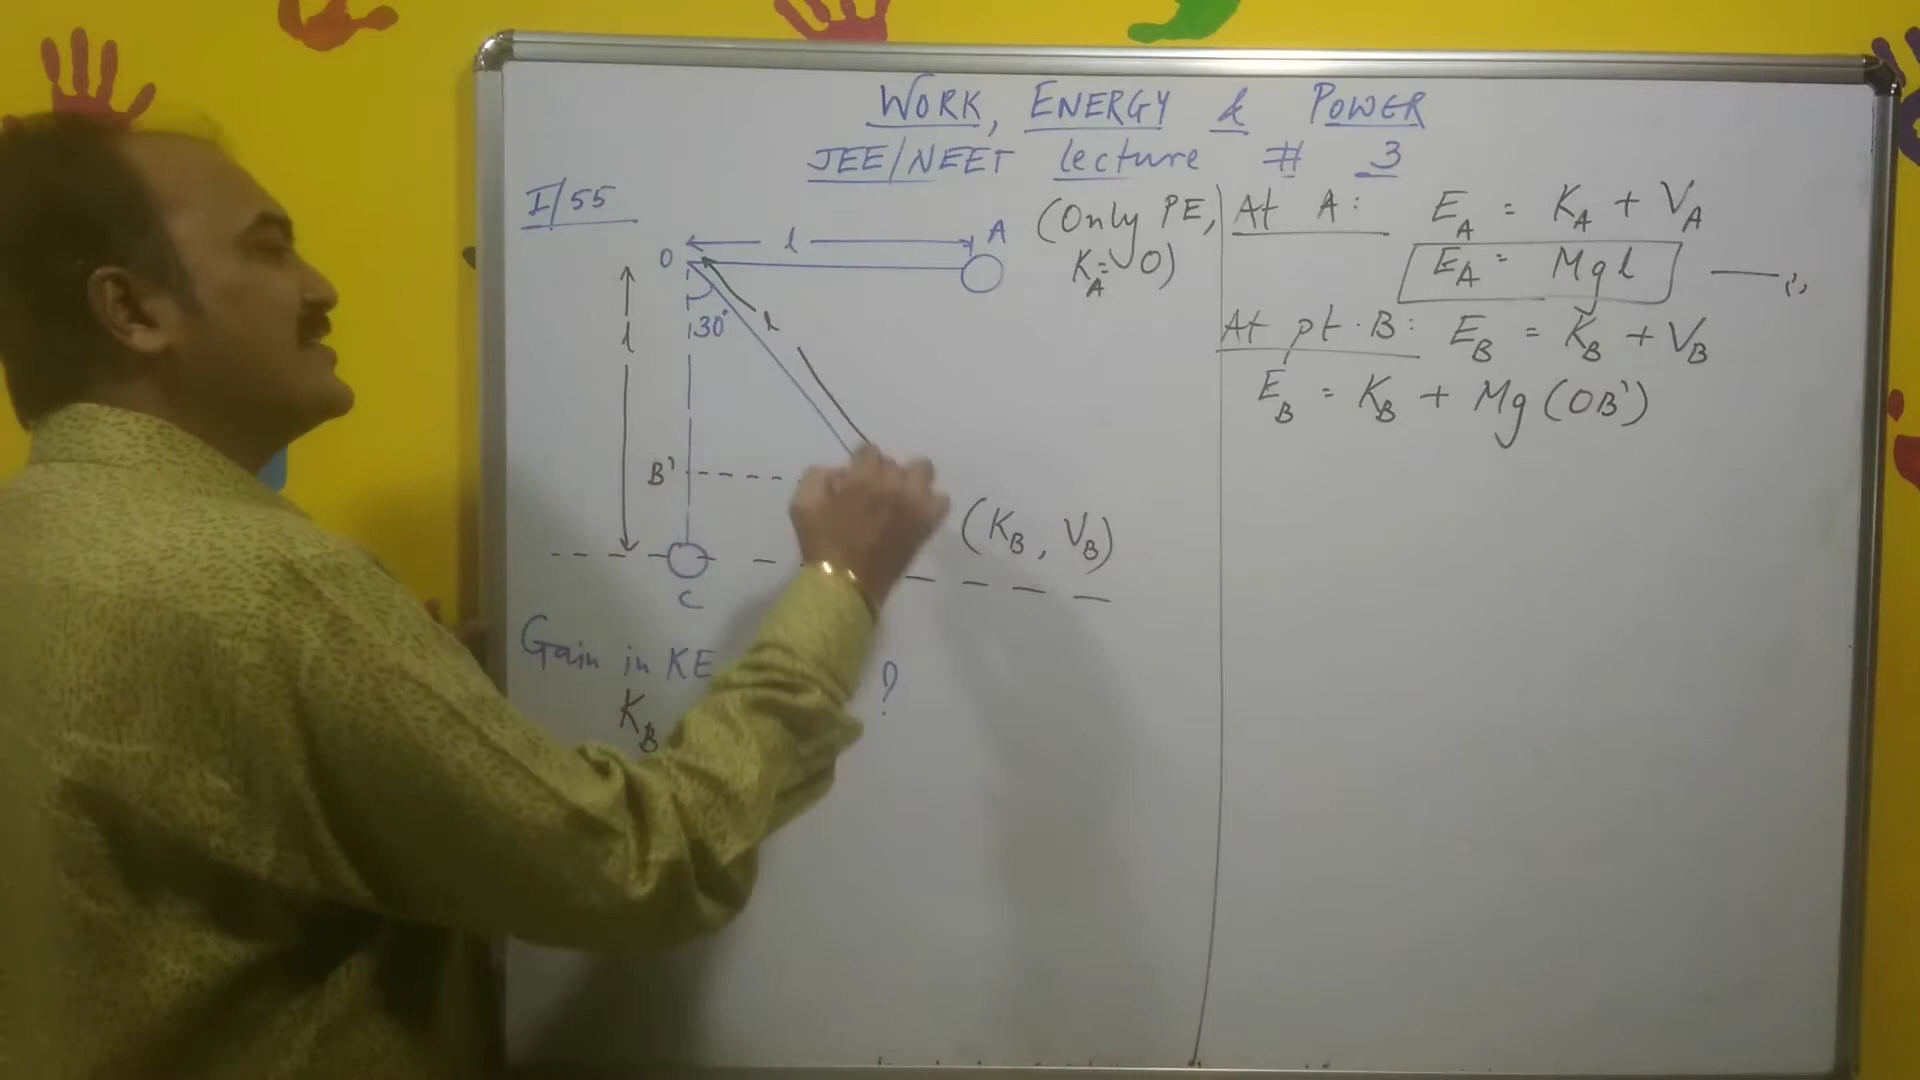 WORK, ENERGY & POWER
JEE/NEET lecture # 3
I/55
l
A
O
(Only PE,
K_A = 0)
l
30°
l
B'
(K_B, V_B)
C
Gain in KE ?
K_B
At A: E_A = K_A + V_A
E_A = Mgl
At pt. B: E_B = K_B + V_B
E_B = K_B + Mg(OB')